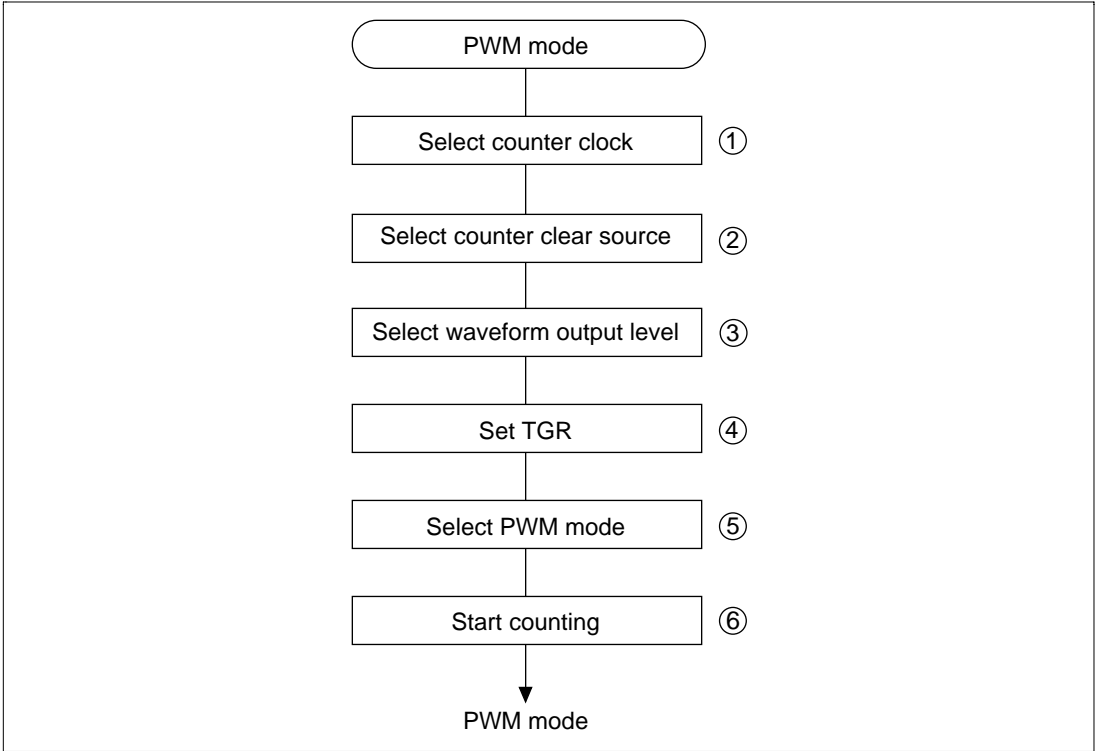 PWM mode
Select counter clock ①
Select counter clear source ②
Select waveform output level ③
Set TGR ④
Select PWM mode ⑤
Start counting ⑥
PWM mode